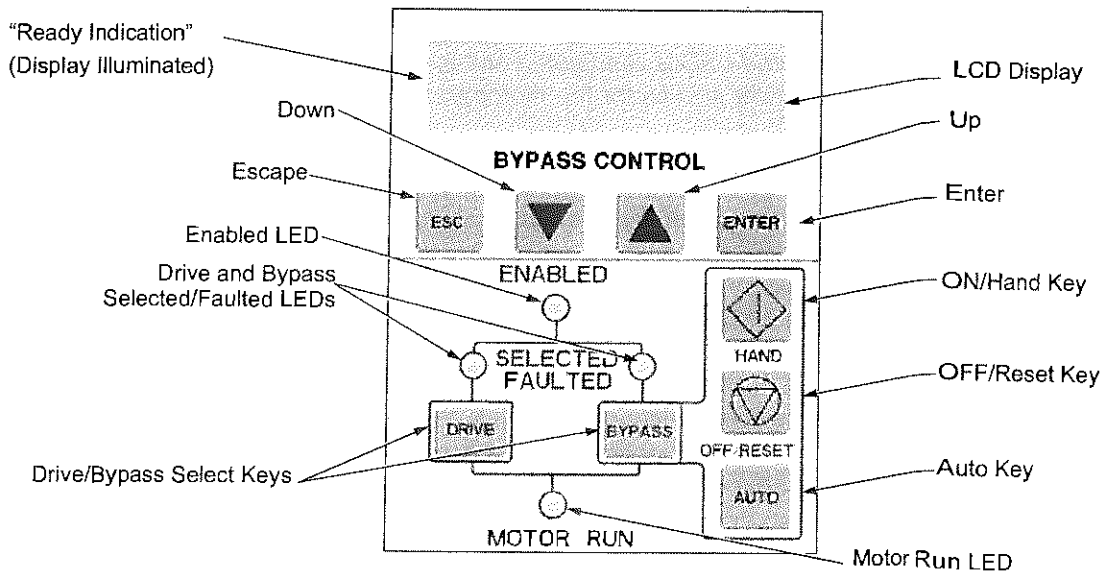 "Ready Indication"
(Display Illuminated)
LCD Display
Down
Up
BYPASS CONTROL
Escape
Enter
ESC
ENTER
Enabled LED
ENABLED
Drive and Bypass
Selected/Faulted LEDs
ON/Hand Key
SELECTED
FAULTED
HAND
OFF/Reset Key
DRIVE
BYPASS
OFF/RESET
Drive/Bypass Select Keys
Auto Key
AUTO
MOTOR RUN
Motor Run LED